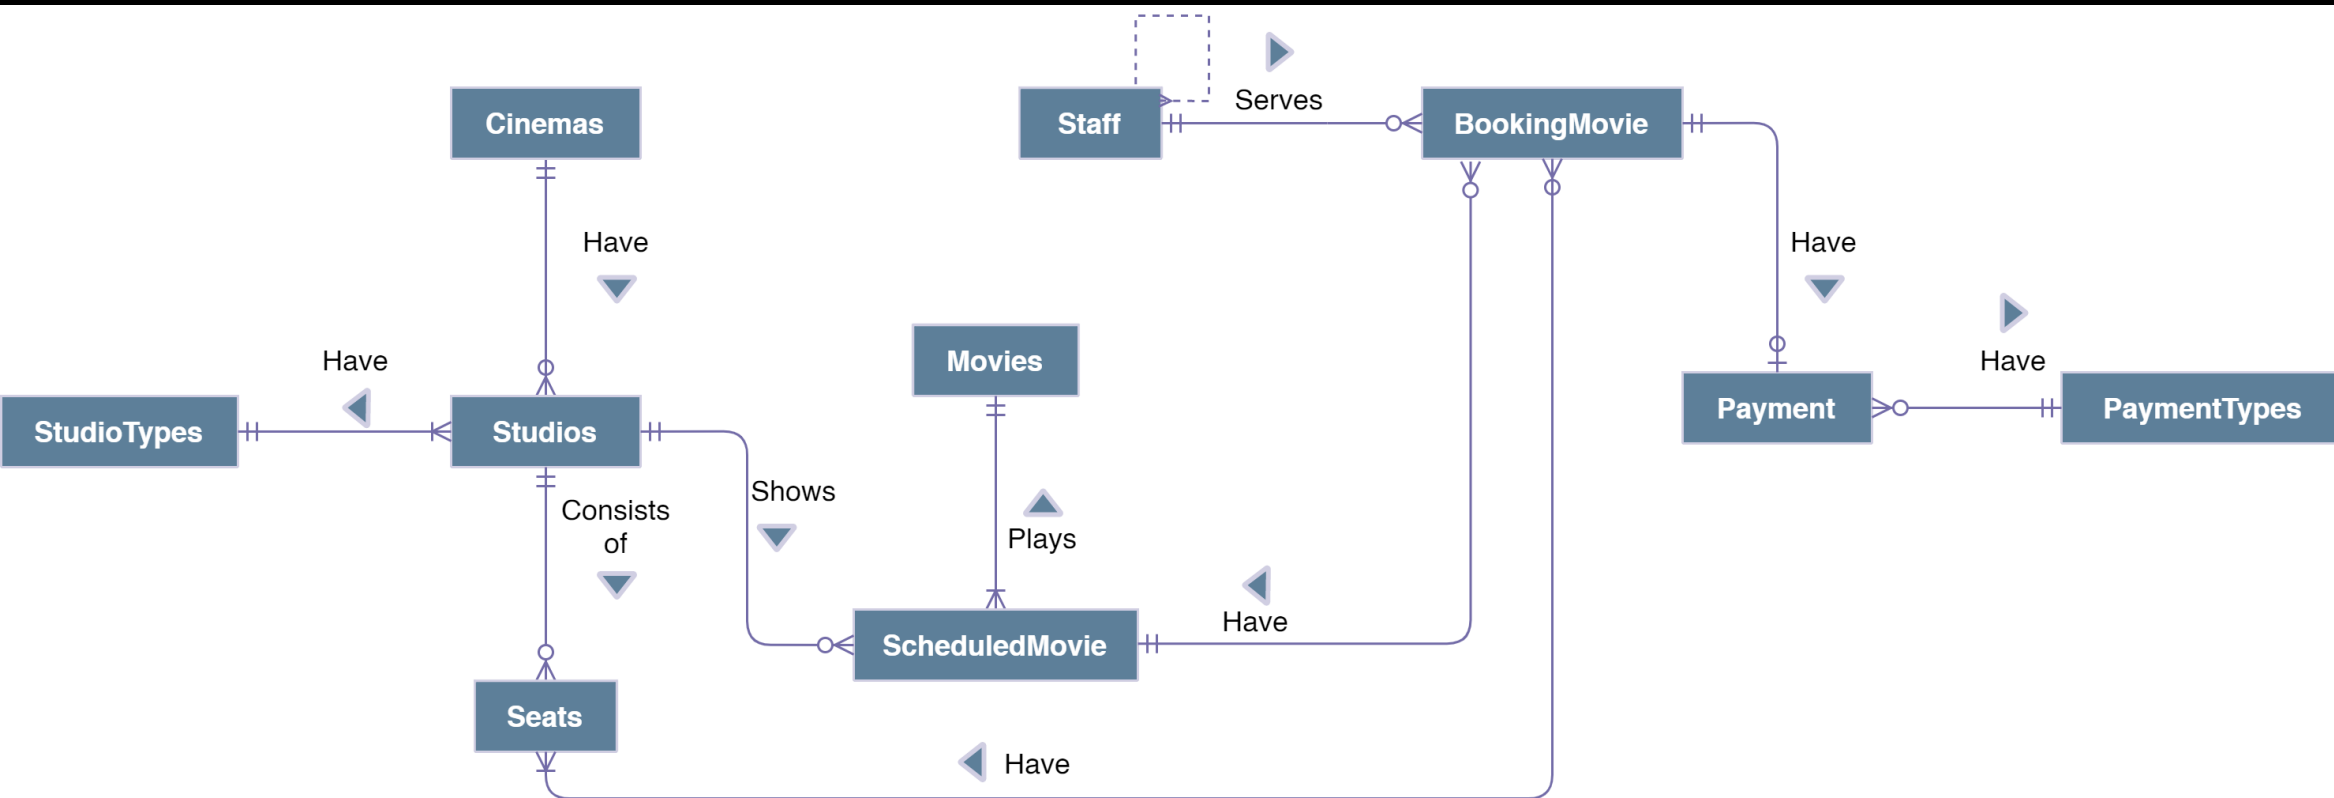 Serves
Cinemas
Staff
BookingMovie
Have
Have
Have
Movies
Have
StudioTypes
Studios
Payment
PaymentTypes
Shows
Consists
of
Plays
Have
ScheduledMovie
Seats
Have